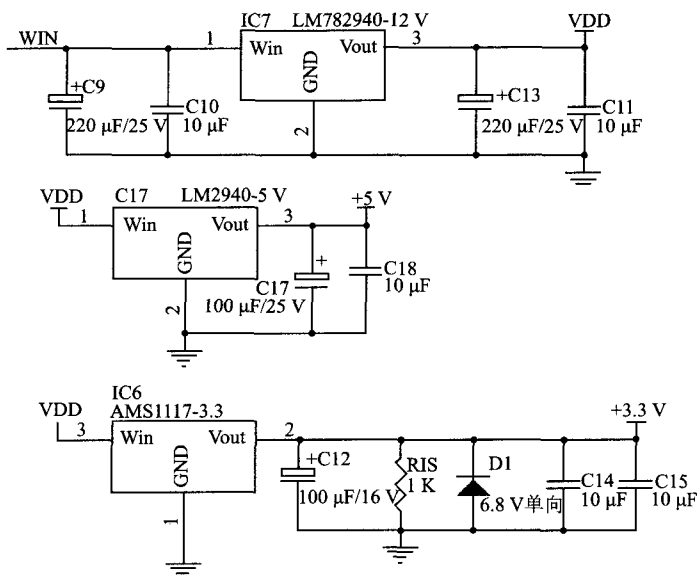 IC7 LM782940-12 V
VDD
WIN
1
Win
Vout
3
GND
2
+C9
220 μF/25 V
C10
10 μF
+C13
220 μF/25 V
C11
10 μF
VDD
1
C17 LM2940-5 V
Win
Vout
3
+5 V
GND
2
+
C17
100 μF/25 V
C18
10 μF
IC6
AMS1117-3.3
VDD
3
Win
Vout
2
+3.3 V
GND
1
+C12
100 μF/16 V
RIS
1 K
D1
6.8 V单向
C14
10 μF
C15
10 μF